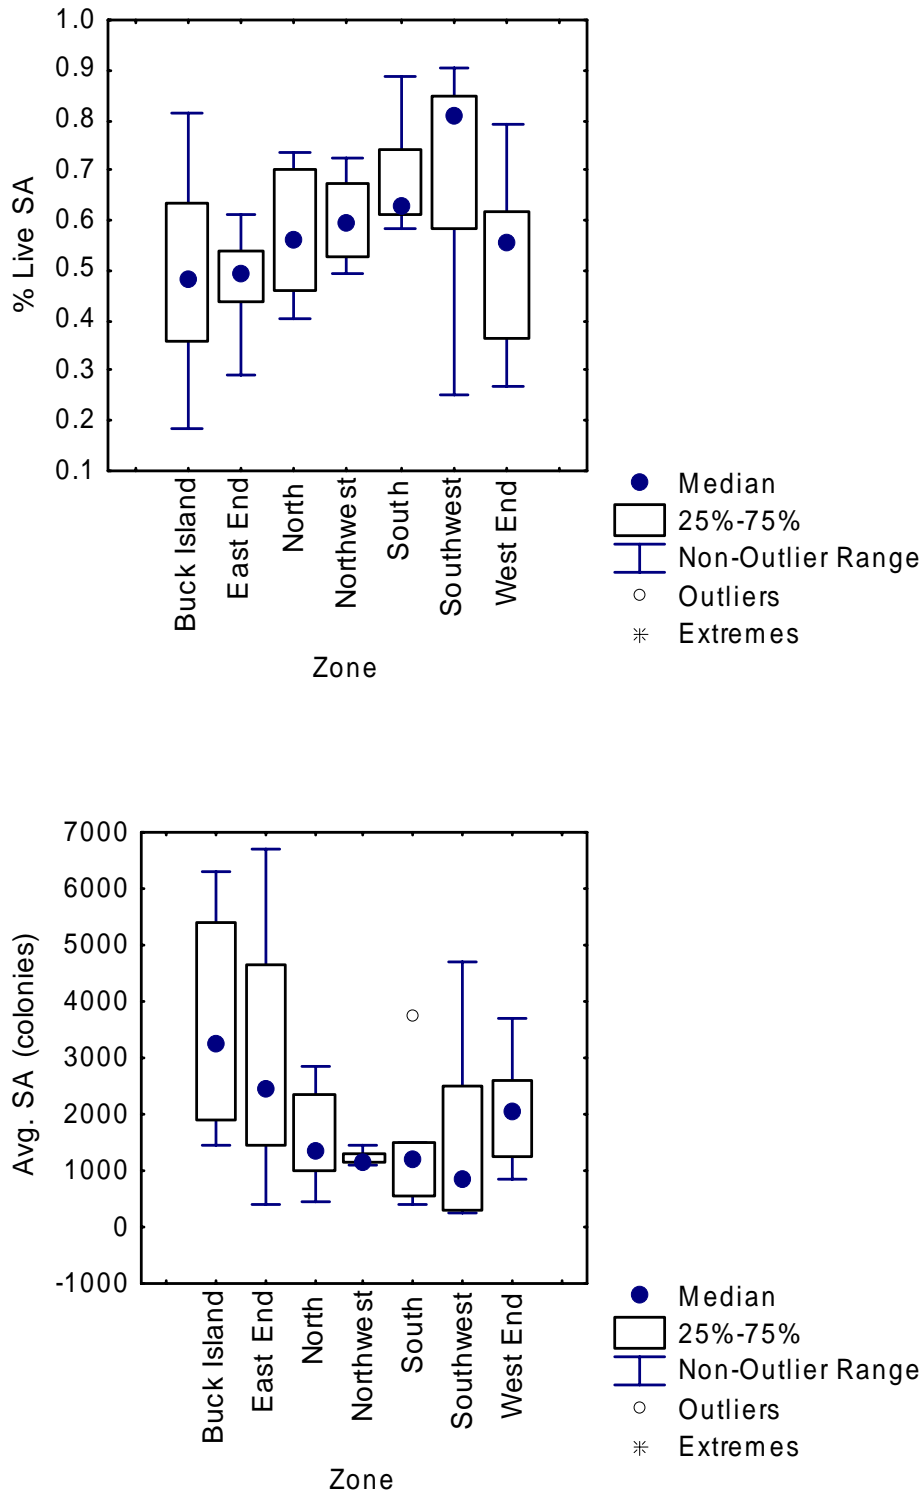 1.0
0.9
0.8
0.7
0.6
0.5
0.4
0.3
0.2
0.1
% Live SA
Buck Island
East End
North
Northwest
South
Southwest
West End
Zone
Median
25%-75%
Non-Outlier Range
Outliers
Extremes
7000
6000
5000
4000
3000
2000
1000
0
-1000
Avg. SA (colonies)
Buck Island
East End
North
Northwest
South
Southwest
West End
Zone
Median
25%-75%
Non-Outlier Range
Outliers
Extremes